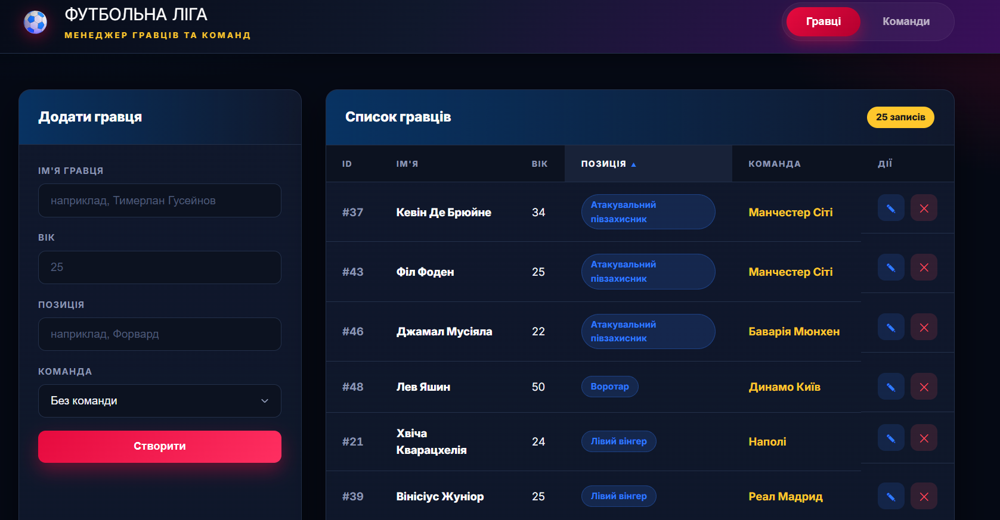 ФУТБОЛЬНА ЛІГА
МЕНЕДЖЕР ГРАВЦІВ ТА КОМАНД
Гравці
Команди
Додати гравця
ІМ'Я ГРАВЦЯ
наприклад, Тимерлан Гусейнов
ВІК
25
ПОЗИЦІЯ
наприклад, Форвард
КОМАНДА
Без команди
Створити
Список гравців
25 записів
ID ІМ'Я ВІК ПОЗИЦІЯ ▲ КОМАНДА ДІЇ
#37 Кевін Де Брюйне 34 Атакувальний
півзахисник Манчестер Сіті
#43 Філ Фоден 25 Атакувальний
півзахисник Манчестер Сіті
#46 Джамал Мусіяла 22 Атакувальний
півзахисник Баварія Мюнхен
#48 Лев Яшин 50 Воротар Динамо Київ
#21 Хвіча
Кварацхелія 24 Лівий вінгер Наполі
#39 Вінісіус Жуніор 25 Лівий вінгер Реал Мадрид